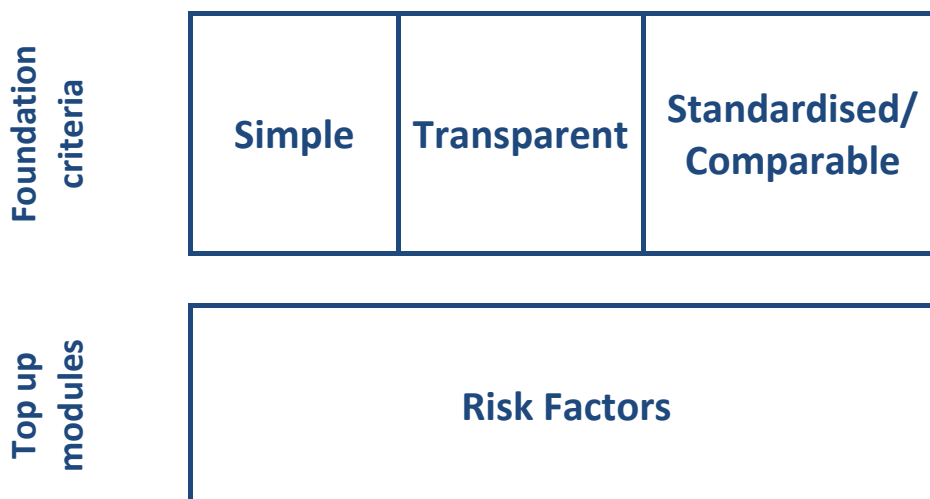 Foundation
criteria
Simple
Transparent
Standardised/
Comparable
Top up
modules
Risk Factors